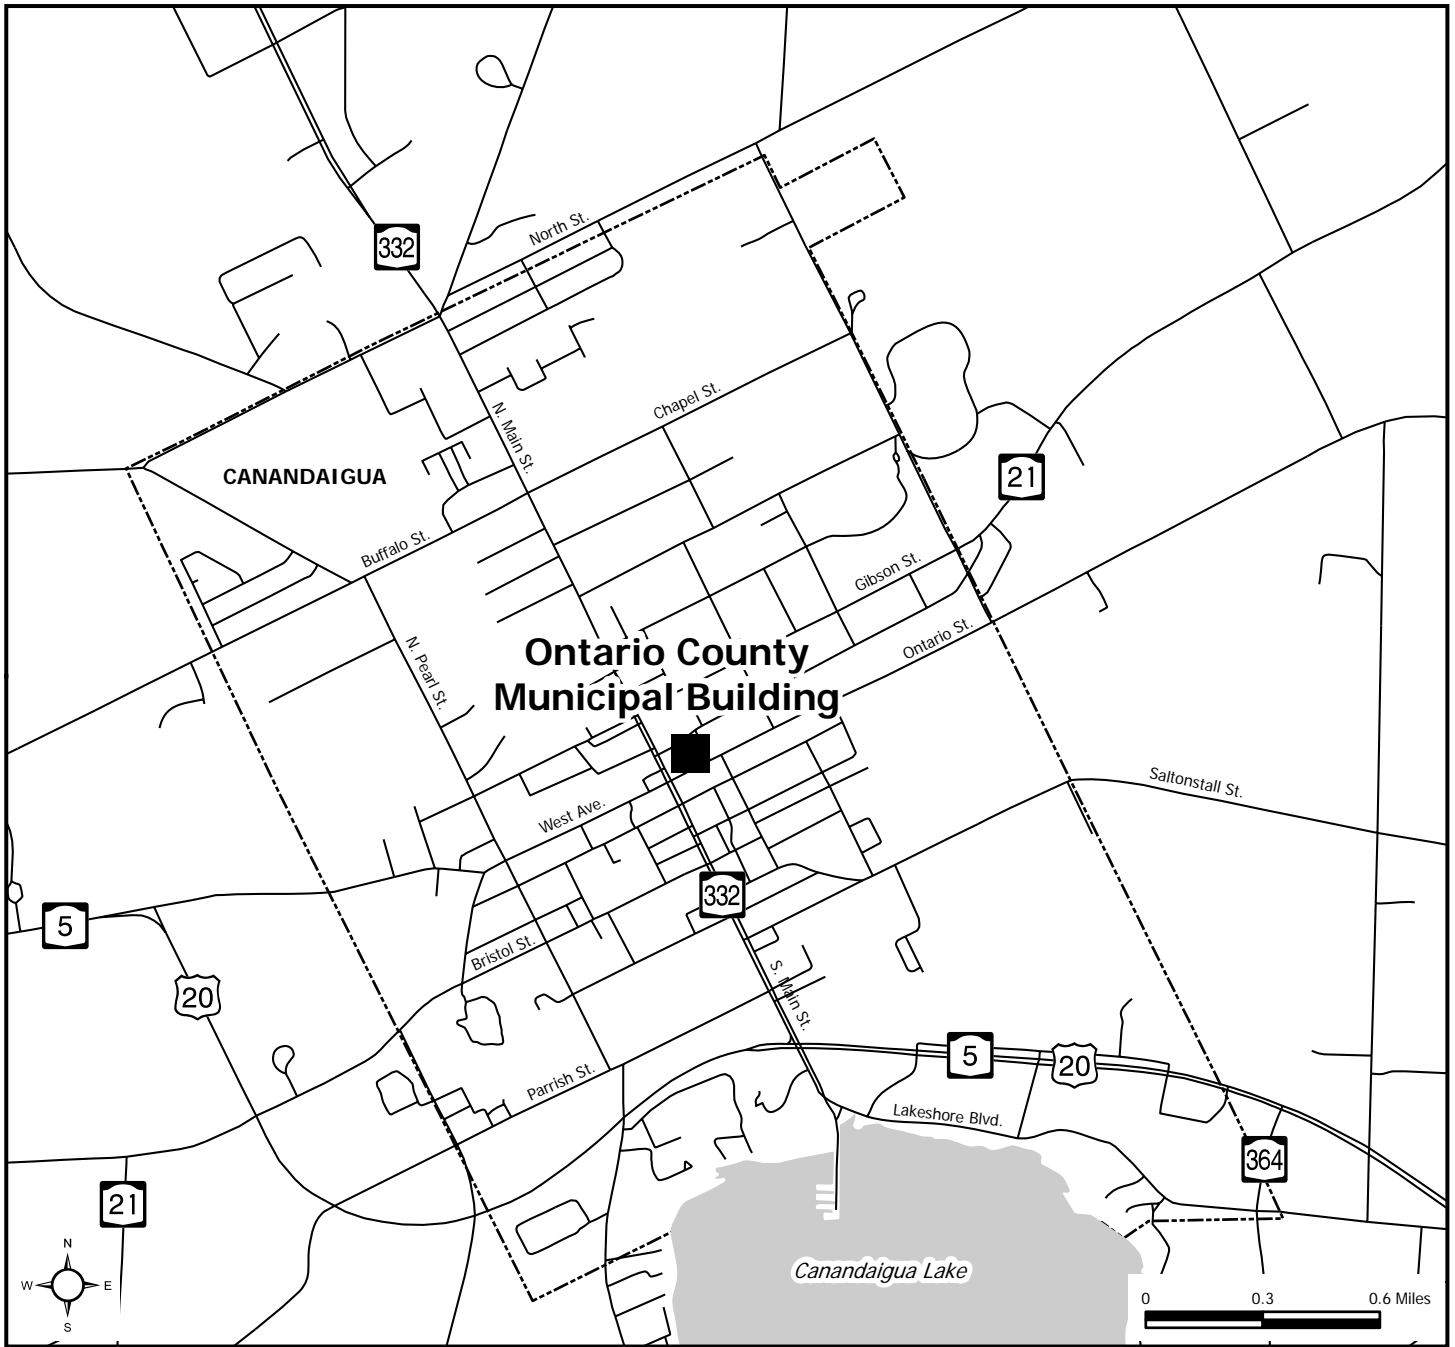 332
North St.
Chapel St.
N. Main St.
CANANDAIGUA
21
Buffalo St.
Gibson St.
Ontario St.
N. Pearl St.
Ontario County
Municipal Building
Saltonstall St.
West Ave.
332
5
Bristol St.
20
S. Main St.
5
20
Parrish St.
Lakeshore Blvd.
364
21
N
W
E
S
Canandaigua Lake
0 0.3 0.6 Miles